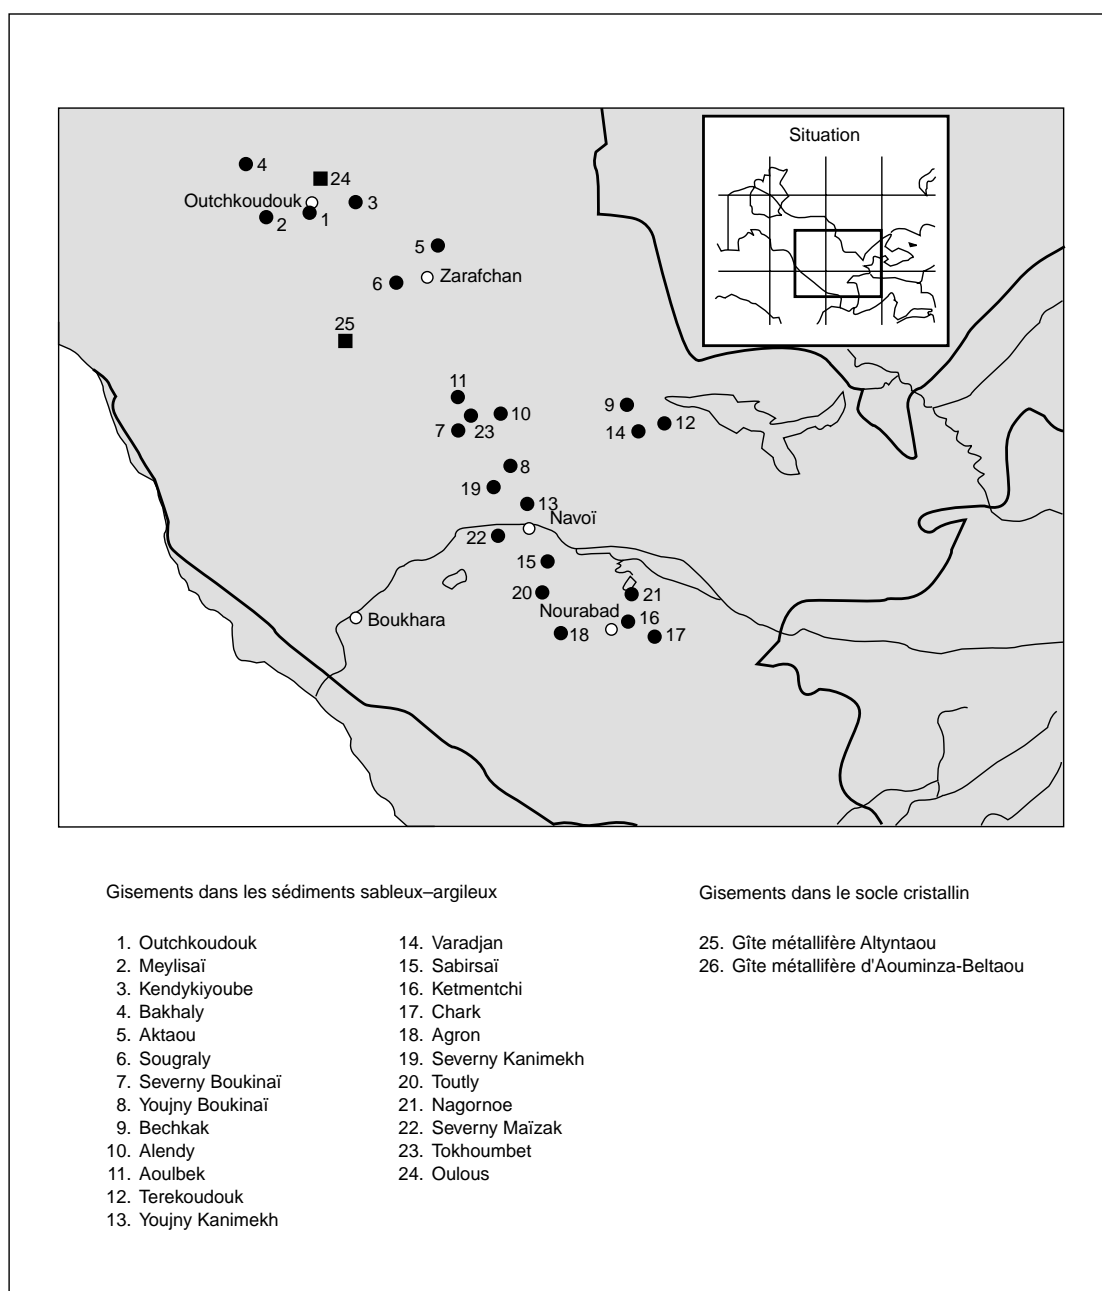 Situation
4
24
Outchkoudouk
3
2
1
5
Zarafchan
6
25
11
9
10
12
7
23
14
8
19
13
Navoï
22
15
20
21
Nourabad
16
Boukhara
18
17
Gisements dans les sédiments sableux–argileux
1. Outchkoudouk
2. Meylisaï
3. Kendykiyoube
4. Bakhaly
5. Aktaou
6. Sougraly
7. Severny Boukinaï
8. Youjny Boukinaï
9. Bechkak
10. Alendy
11. Aoulbek
12. Terekoudouk
13. Youjny Kanimekh
14. Varadjan
15. Sabirsaï
16. Ketmentchi
17. Chark
18. Agron
19. Severny Kanimekh
20. Toutly
21. Nagornoe
22. Severny Maïzak
23. Tokhoumbet
24. Oulous
Gisements dans le socle cristallin
25. Gîte métallifère Altyntaou
26. Gîte métallifère d'Aouminza-Beltaou